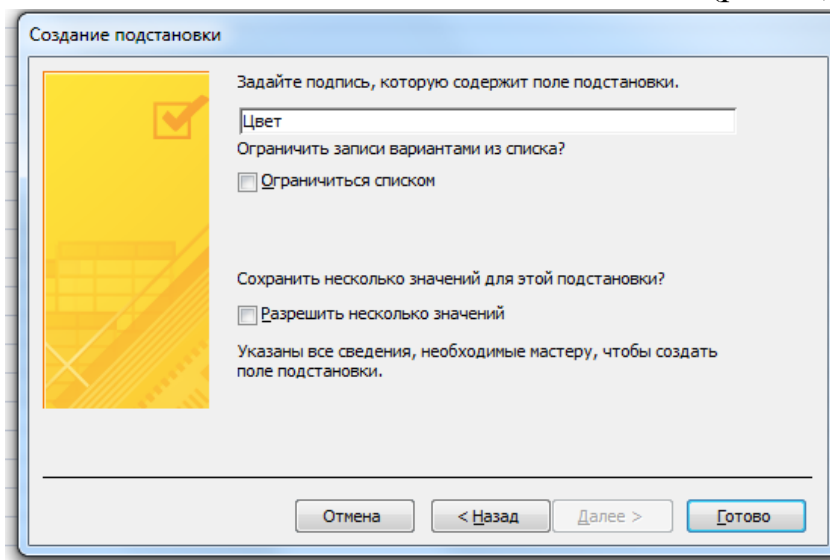 Создание подстановки
Задайте подпись, которую содержит поле подстановки.
Цвет
Ограничить записи вариантами из списка?
Ограничиться списком
Сохранить несколько значений для этой подстановки?
Разрешить несколько значений
Указаны все сведения, необходимые мастеру, чтобы создать
поле подстановки.
Отмена < Назад Далее > Готово